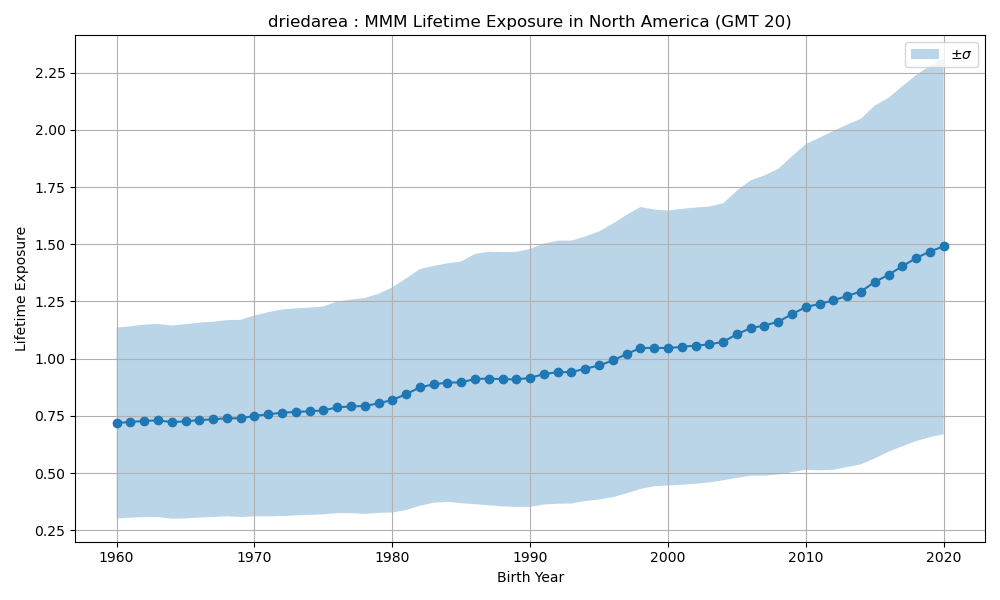 driedarea : MMM Lifetime Exposure in North America (GMT 20)
±σ
Lifetime Exposure
2.25
2.00
1.75
1.50
1.25
1.00
0.75
0.50
0.25
1960 1970 1980 1990 2000 2010 2020
Birth Year